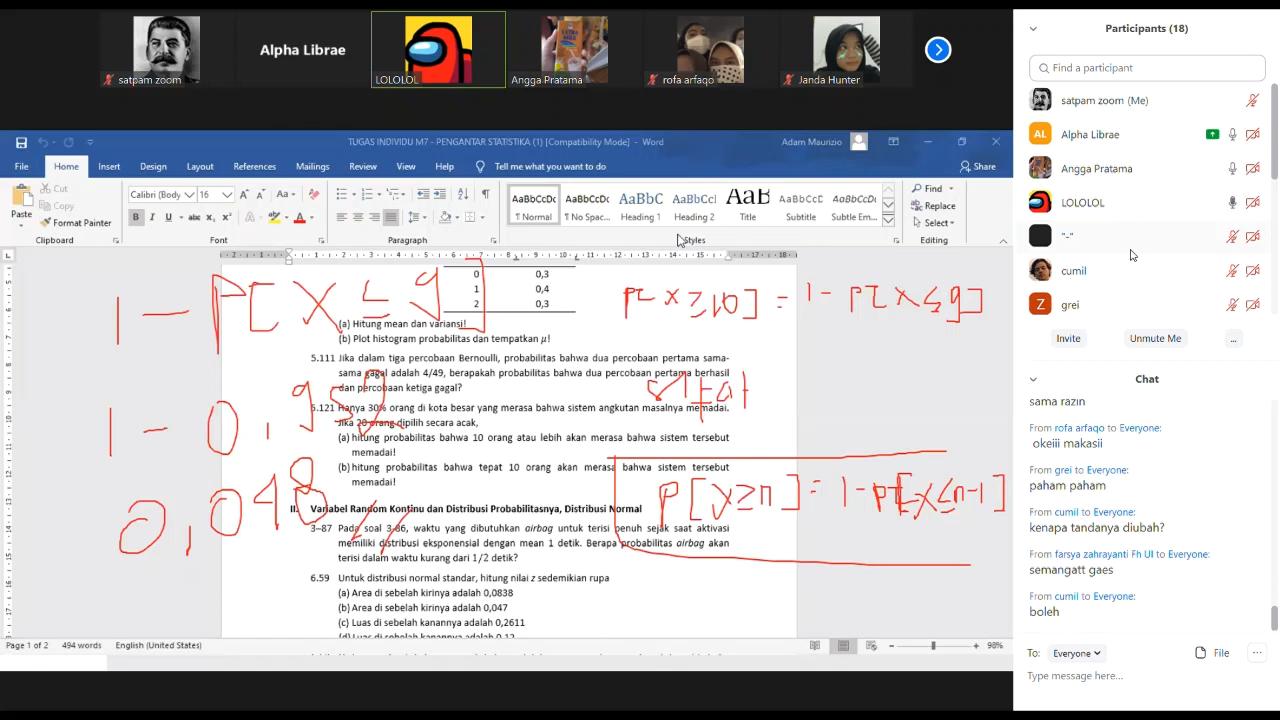 satpam zoom
Alpha Librae
LOLOLOL
Angga Pratama
rofa arfaqo
Janda Hunter
TUGAS INDIVIDU M7 - PENGANTAR STATISTIKA (1) [Compatibility Mode] - Word
Adam Maurizio
File Home Insert Design Layout References Mailings Review View Help Tell me what you want to do Share
Paste
Cut
Copy
Format Painter
Calibri (Body) 16
AaBbCcDc AaBbCcDc AaBbC AaBbCcI AaB AaBbCcD AaBbCcDc
¶ Normal ¶ No Spac... Heading 1 Heading 2 Title Subtitle Subtle Em...
Find
Replace
Select
Clipboard Font Paragraph Styles Editing
0 0,3
1 0,4
2 0,3
(a) Hitung mean dan variansi!
(b) Plot histogram probabilitas dan tempatkan μ!
5.111 Jika dalam tiga percobaan Bernoulli, probabilitas bahwa dua percobaan pertama sama-
sama gagal adalah 4/49, berapakah probabilitas bahwa dua percobaan pertama berhasil
dan percobaan ketiga gagal?
5.121 Hanya 30% orang di kota besar yang merasa bahwa sistem angkutan masalnya memadai.
Jika 20 orang dipilih secara acak,
(a) hitung probabilitas bahwa 10 orang atau lebih akan merasa bahwa sistem tersebut
memadai!
(b) hitung probabilitas bahwa tepat 10 orang akan merasa bahwa sistem tersebut
memadai!
II. Variabel Random Kontinu dan Distribusi Probabilitasnya, Distribusi Normal
3–87 Pada soal 3-86, waktu yang dibutuhkan airbag untuk terisi penuh sejak saat aktivasi
memiliki distribusi eksponensial dengan mean 1 detik. Berapa probabilitas airbag akan
terisi dalam waktu kurang dari 1/2 detik?
6.59 Untuk distribusi normal standar, hitung nilai z sedemikian rupa
(a) Area di sebelah kirinya adalah 0,0838
(b) Area di sebelah kirinya adalah 0,047
(c) Luas di sebelah kanannya adalah 0,2611
(d) Luas di sebelah kanannya adalah 0,12
1 - P[X ≤ 9]
1 - 0,952
0,048 //
P[X ≥ 10] = 1 - P[X ≤ 9]
stat
P[X ≥ n] = 1 - P[X ≤ n-1]
Page 1 of 2 494 words English (United States) 98%
Participants (18)
Find a participant
satpam zoom (Me)
AL Alpha Librae
Angga Pratama
LOLOLOL
"-"
cumil
G grei
Invite Unmute Me ...
Chat
sama razin
From rofa arfaqo to Everyone:
okeiii makasii
From grei to Everyone:
paham paham
From cumil to Everyone:
kenapa tandanya diubah?
From farsya zahrayanti Fh UI to Everyone:
semangatt gaes
From cumil to Everyone:
boleh
To: Everyone File
Type message here...